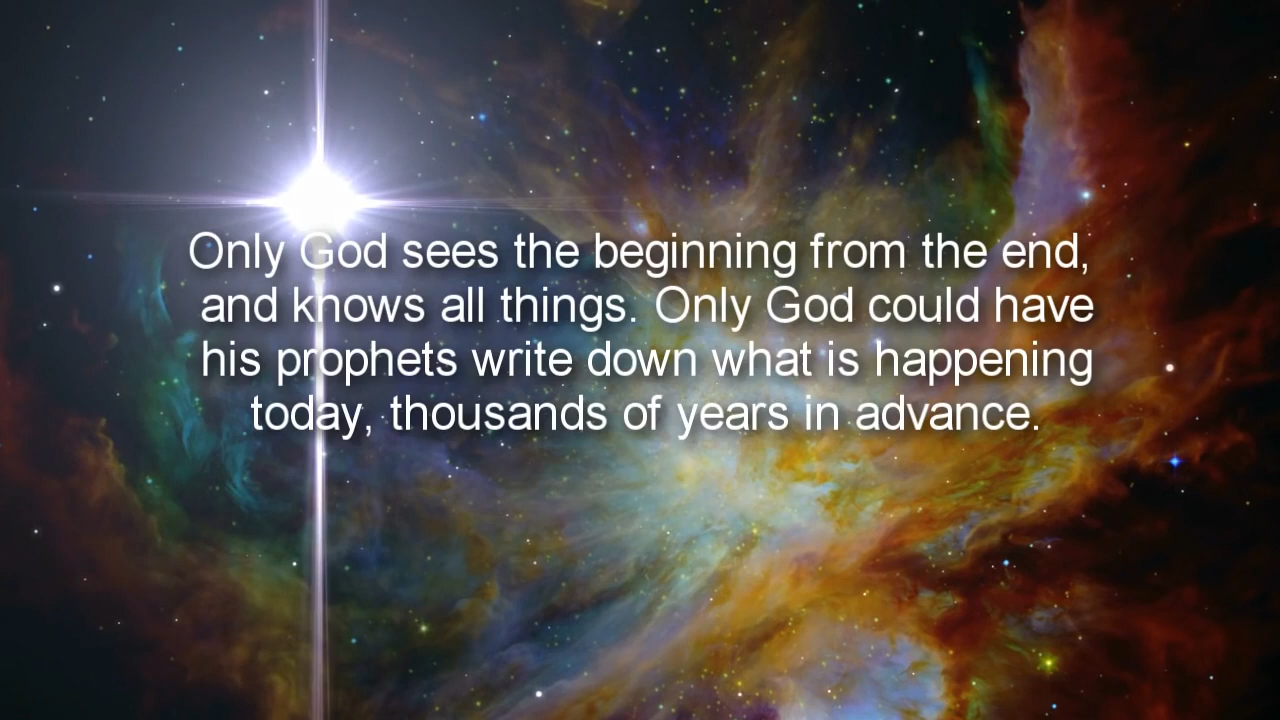 Only God sees the beginning from the end,
and knows all things. Only God could have
his prophets write down what is happening
today, thousands of years in advance.